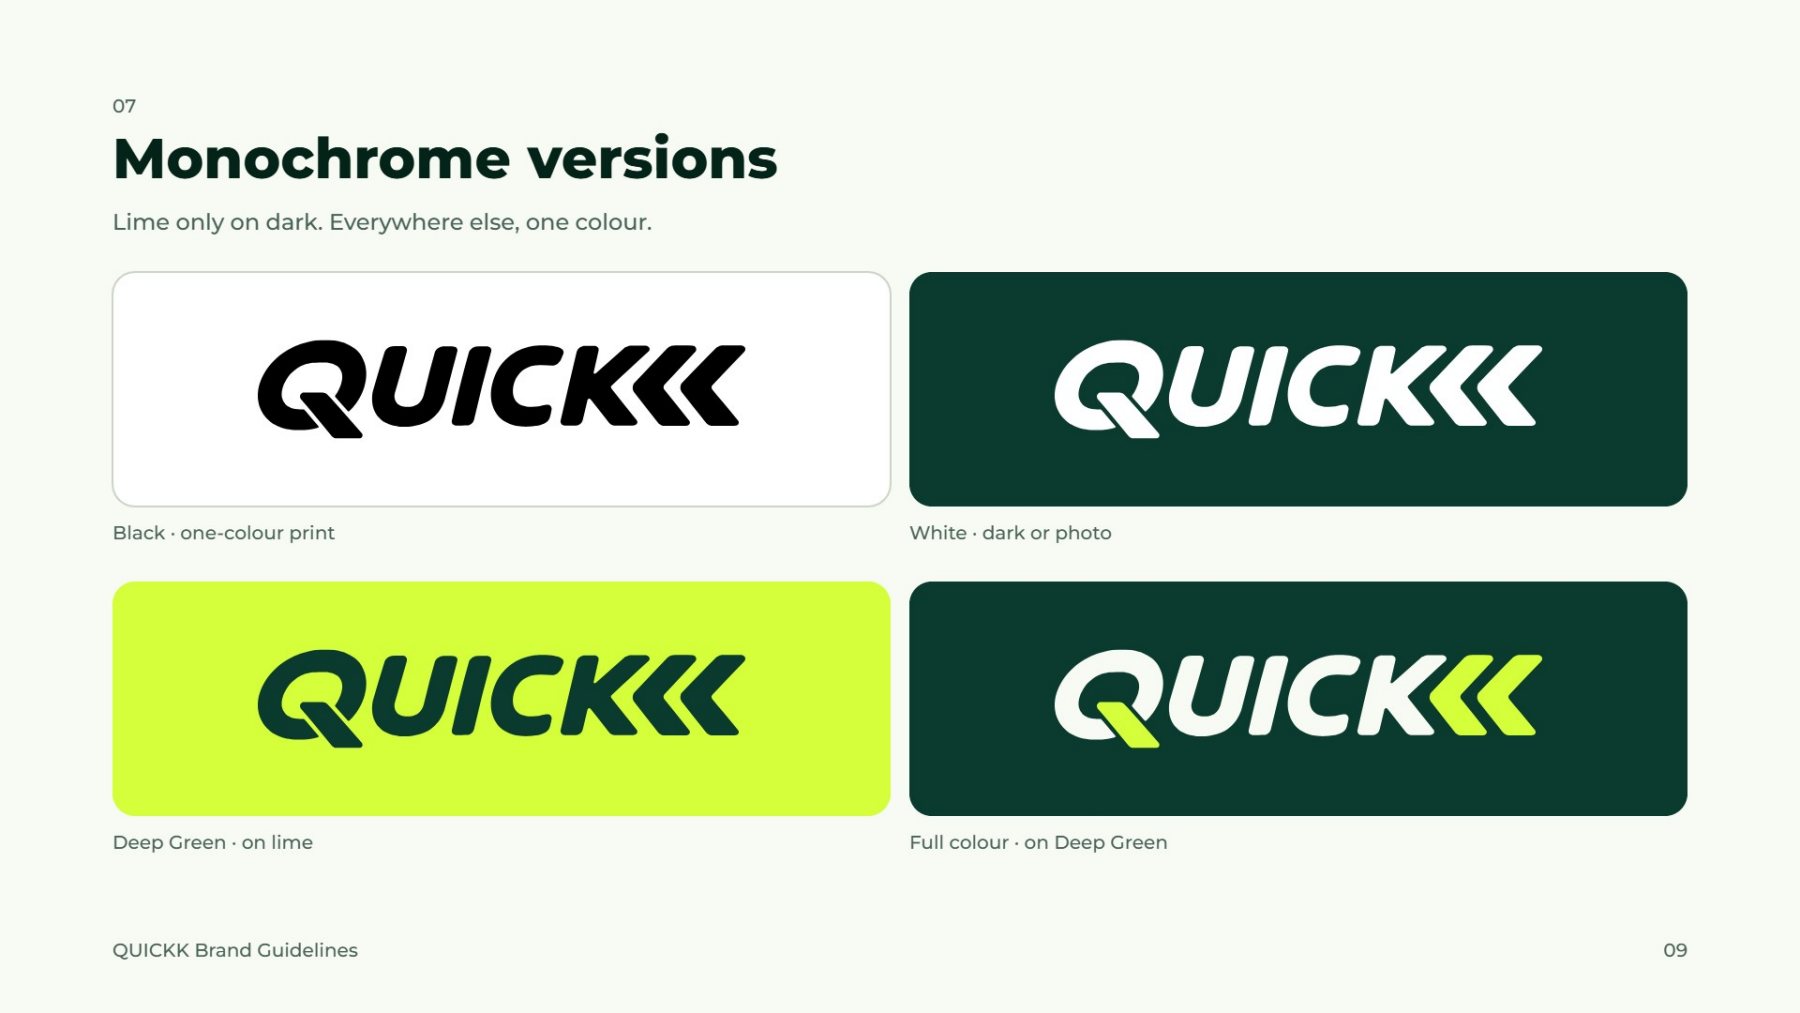 07
Monochrome versions
Lime only on dark. Everywhere else, one colour.
QUICKK
QUICKK
Black · one-colour print
White · dark or photo
QUICKK
QUICKK
Deep Green · on lime
Full colour · on Deep Green
QUICKK Brand Guidelines
09